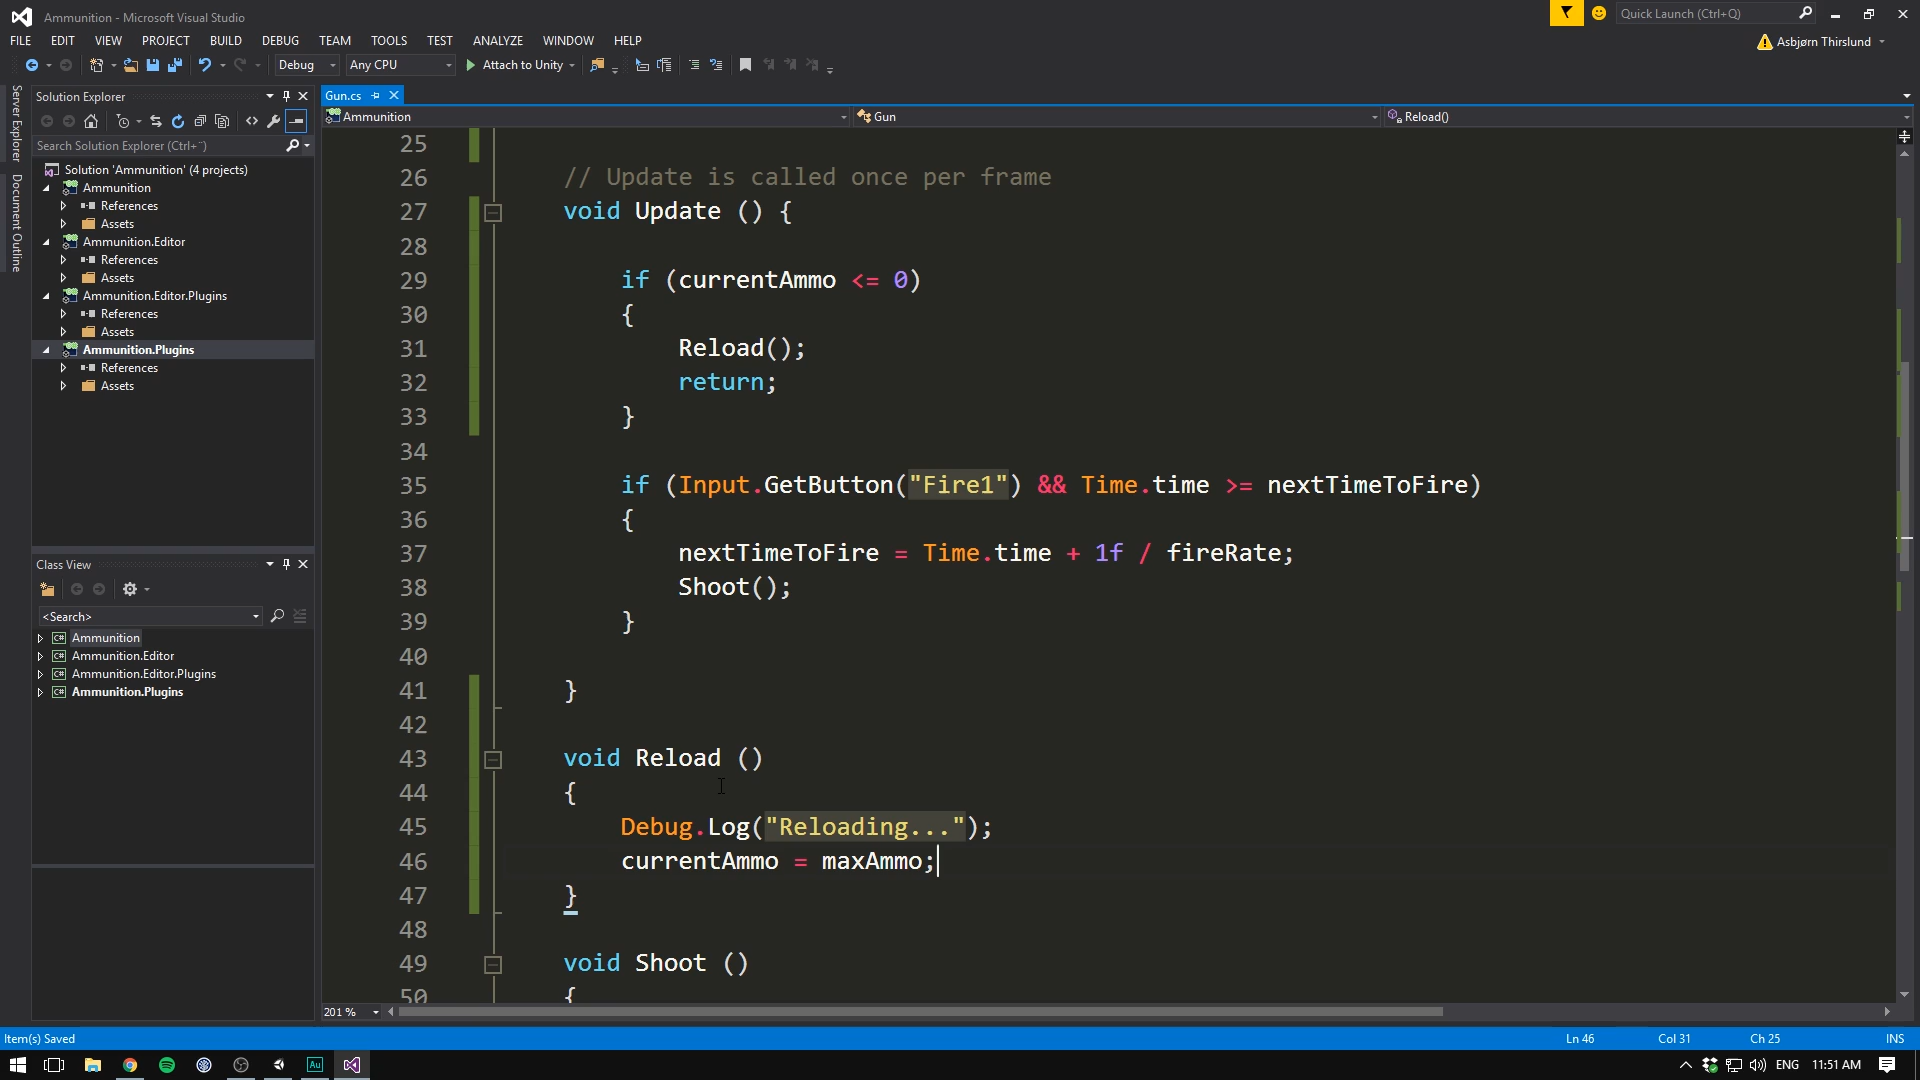 Ammunition - Microsoft Visual Studio
Quick Launch (Ctrl+Q)
FILE EDIT VIEW PROJECT BUILD DEBUG TEAM TOOLS TEST ANALYZE WINDOW HELP
Asbjørn Thirslund
Debug
Any CPU
Attach to Unity
Server Explorer
Document Outline
Solution Explorer
Search Solution Explorer (Ctrl+¨)
Solution 'Ammunition' (4 projects)
Ammunition
References
Assets
Ammunition.Editor
References
Assets
Ammunition.Editor.Plugins
References
Assets
Ammunition.Plugins
References
Assets
Class View
<Search>
Ammunition
Ammunition.Editor
Ammunition.Editor.Plugins
Ammunition.Plugins
Gun.cs
Ammunition
Gun
Reload()
25
26 // Update is called once per frame
27 void Update () {
28
29 if (currentAmmo <= 0)
30 {
31 Reload();
32 return;
33 }
34
35 if (Input.GetButton("Fire1") && Time.time >= nextTimeToFire)
36 {
37 nextTimeToFire = Time.time + 1f / fireRate;
38 Shoot();
39 }
40
41 }
42
43 void Reload ()
44 {
45 Debug.Log("Reloading...");
46 currentAmmo = maxAmmo;
47 }
48
49 void Shoot ()
50 {
201 %
Item(s) Saved
Ln 46
Col 31
Ch 25
INS
Au
ENG
11:51 AM